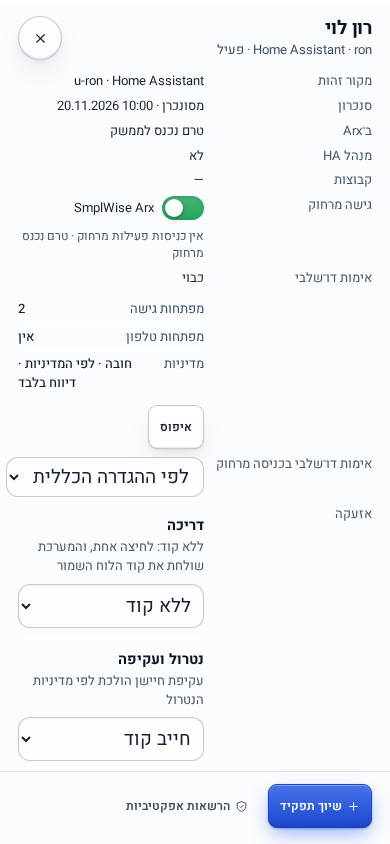 רון לוי
Home Assistant · ron · פעיל
מקור זהות
u-ron · Home Assistant
סנכרון
מסונכרן · 20.11.2026 10:00
ב־Arx
טרם נכנס לממשק
מנהל HA
לא
קבוצות
—
גישה מרחוק
SmplWise Arx
אין כניסות פעילות מרחוק · טרם נכנס
מרחוק
אימות דו־שלבי
כבוי
מפתחות גישה
2
מפתחות טלפון
אין
מדיניות
חובה · לפי המדיניות ·
דיווח בלבד
איפוס
אימות דו־שלבי בכניסה מרחוק
לפי ההגדרה הכללית
אזעקה
דריכה
ללא קוד: לחיצה אחת, והמערכת
שולחת את קוד הלוח השמור
ללא קוד
נטרול ועקיפה
עקיפת חיישן הולכת לפי מדיניות
הנטרול
חייב קוד
שיוך תפקיד
הרשאות אפקטיביות